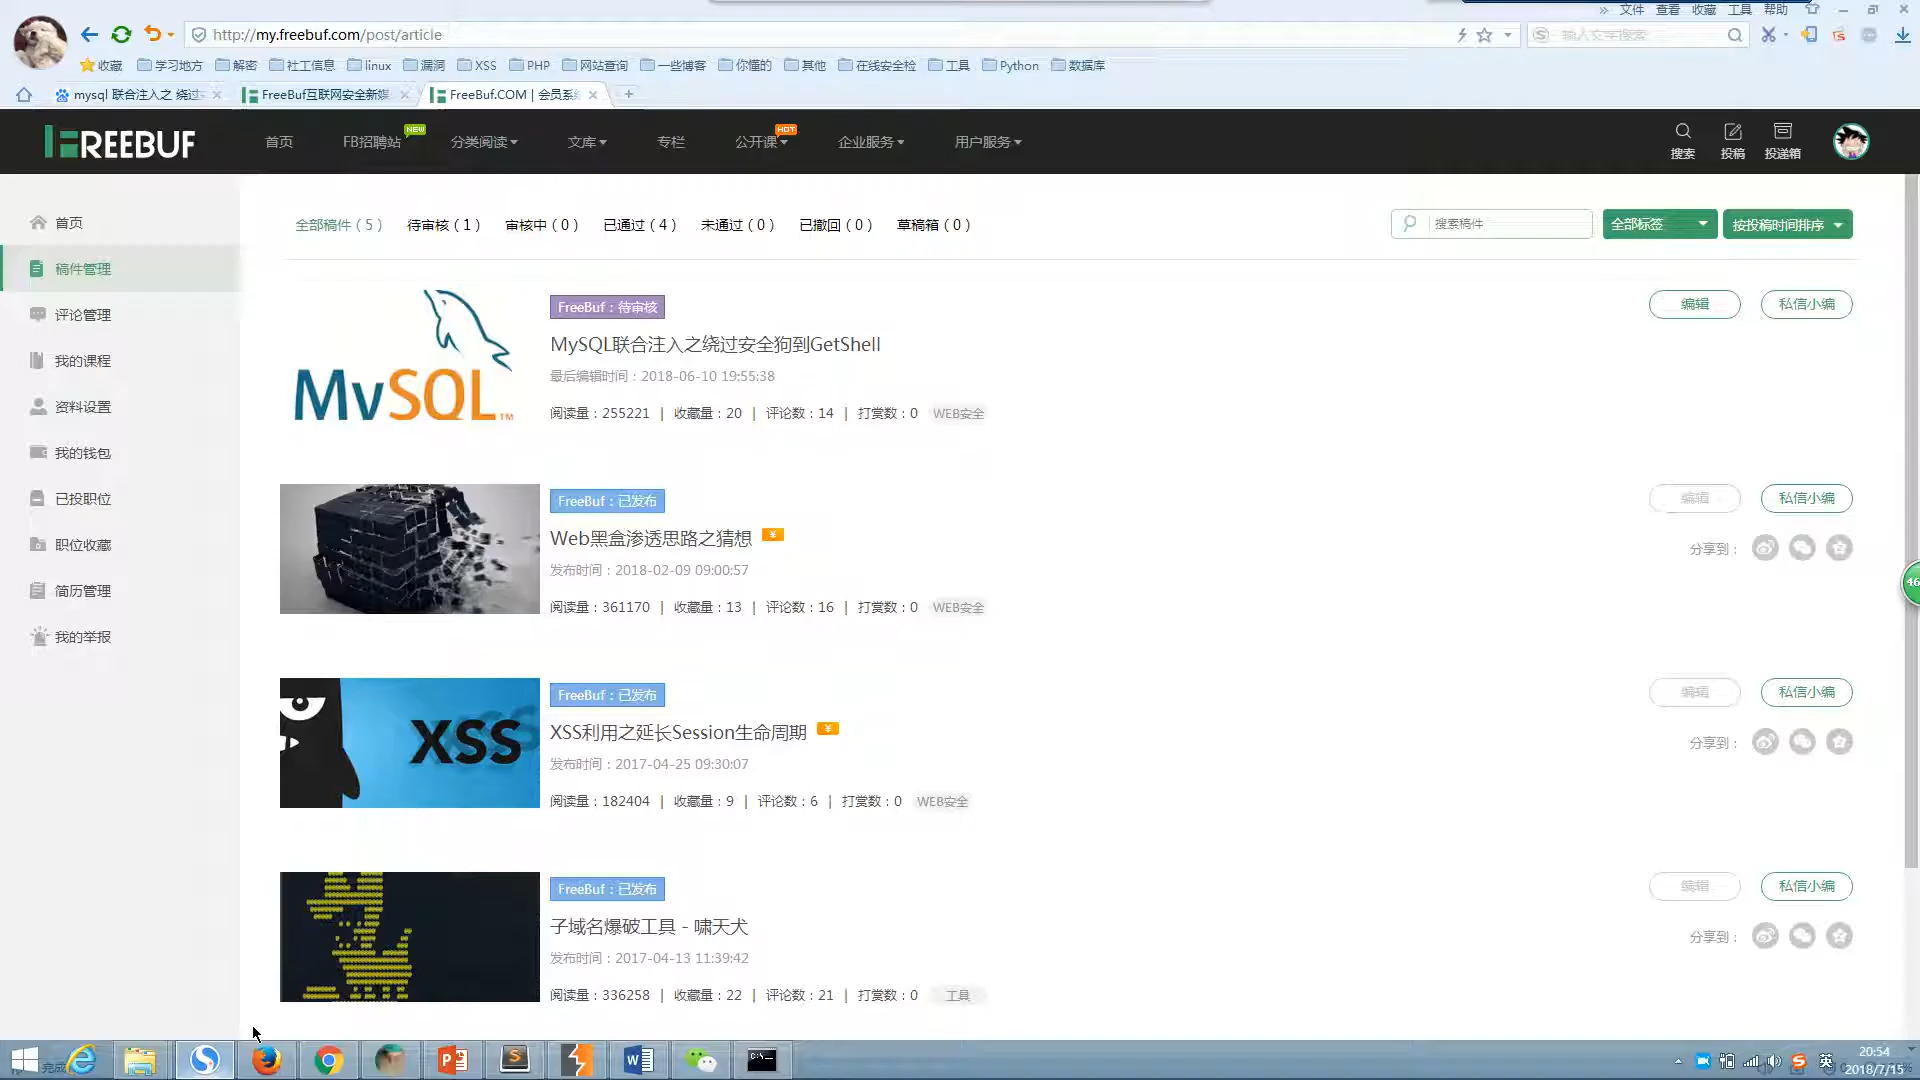 » 文件 查看 收藏 工具 帮助
http://my.freebuf.com/post/article
输入文字搜索
收藏 学习地方 解密 社工信息 linux 漏洞 XSS PHP 网站查询 一些博客 你懂的 其他 在线安全检 工具 Python 数据库
mysql 联合注入之 绕过 FreeBuf互联网安全新媒 FreeBuf.COM | 会员系统
FREEBUF
首页 FB招聘站 NEW 分类阅读 文库 专栏 公开课 HOT 企业服务 用户服务 搜索 投稿 投递箱
首页
稿件管理
评论管理
我的课程
资料设置
我的钱包
已投职位
职位收藏
简历管理
我的举报
全部稿件（5） 待审核（1） 审核中（0） 已通过（4） 未通过（0） 已撤回（0） 草稿箱（0） 搜索稿件 全部标签 按投稿时间排序
MySQL™
FreeBuf：待审核 编辑 私信小编
MySQL联合注入之绕过安全狗到GetShell
最后编辑时间：2018-06-10 19:55:38
阅读量：255221 | 收藏量：20 | 评论数：14 | 打赏数：0 WEB安全
FreeBuf：已发布 编辑 私信小编
Web黑盒渗透思路之猜想 ¥
分享到：
发布时间：2018-02-09 09:00:57
阅读量：361170 | 收藏量：13 | 评论数：16 | 打赏数：0 WEB安全
XSS
FreeBuf：已发布 编辑 私信小编
XSS利用之延长Session生命周期 ¥
分享到：
发布时间：2017-04-25 09:30:07
阅读量：182404 | 收藏量：9 | 评论数：6 | 打赏数：0 WEB安全
FreeBuf：已发布 编辑 私信小编
子域名爆破工具 - 啸天犬
分享到：
发布时间：2017-04-13 11:39:42
阅读量：336258 | 收藏量：22 | 评论数：21 | 打赏数：0 工具
46
完成
英
20:54
2018/7/15